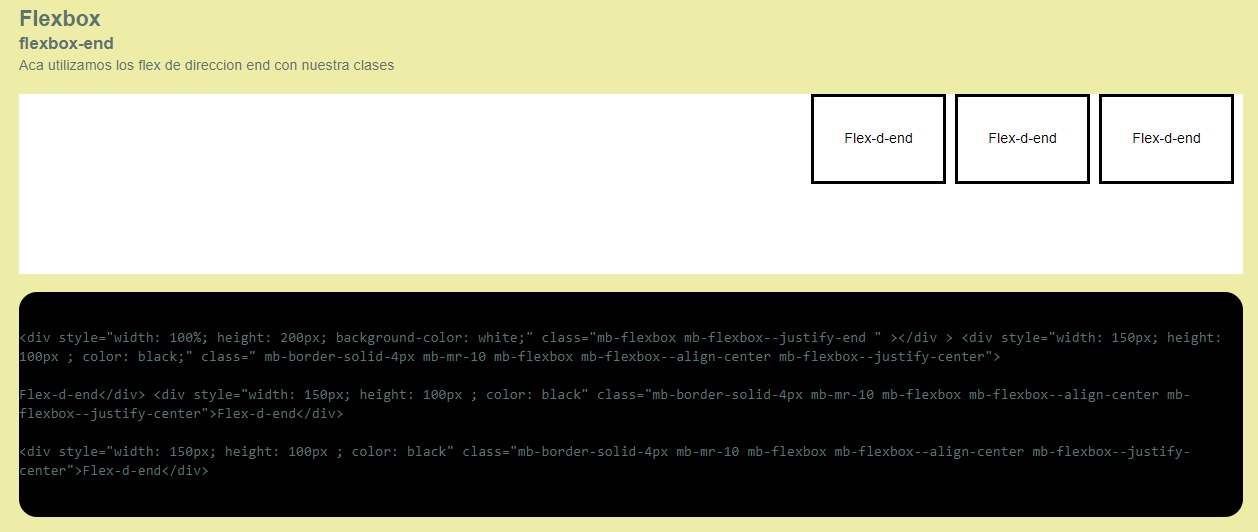 Flexbox
flexbox-end
Aca utilizamos los flex de direccion end con nuestra clases
Flex-d-end Flex-d-end Flex-d-end
<div style="width: 100%; height: 200px; background-color: white;" class="mb-flexbox mb-flexbox--justify-end " ></div > <div style="width: 150px; height:
100px ; color: black;" class=" mb-border-solid-4px mb-mr-10 mb-flexbox mb-flexbox--align-center mb-flexbox--justify-center">
Flex-d-end</div> <div style="width: 150px; height: 100px ; color: black" class="mb-border-solid-4px mb-mr-10 mb-flexbox mb-flexbox--align-center mb-
flexbox--justify-center">Flex-d-end</div>
<div style="width: 150px; height: 100px ; color: black" class="mb-border-solid-4px mb-mr-10 mb-flexbox mb-flexbox--align-center mb-flexbox--justify-
center">Flex-d-end</div>